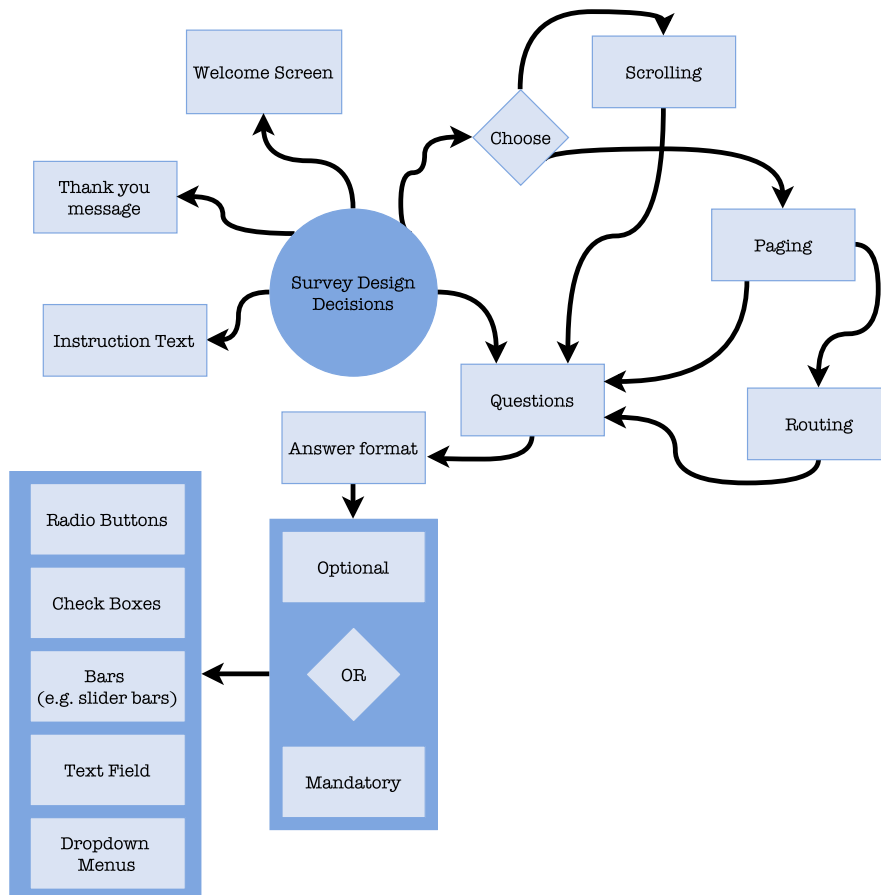 Welcome Screen
Scrolling
Choose
Thank you
message
Paging
Survey Design
Decisions
Instruction Text
Questions
Routing
Answer format
Radio Buttons
Optional
Check Boxes
Bars
(e.g. slider bars)
OR
Text Field
Mandatory
Dropdown
Menus